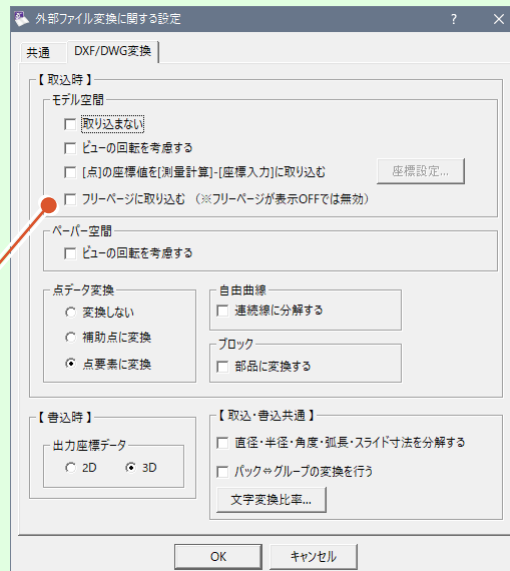 外部ファイル変換に関する設定
共通 DXF/DWG変換
【 取込時 】
モデル空間
取り込まない
ビューの回転を考慮する
[点]の座標値を[測量計算]-[座標入力]に取り込む 座標設定...
フリーページに取り込む (※フリーページが表示OFFでは無効)
ペーパー空間
ビューの回転を考慮する
点データ変換
変換しない
補助点に変換
点要素に変換
自由曲線
連続線に分解する
ブロック
部品に変換する
【 書込時 】
出力座標データ
2D 3D
【 取込・書込共通 】
直径・半径・角度・弧長・スライド寸法を分解する
パック⇔グループの変換を行う
文字変換比率...
OK キャンセル